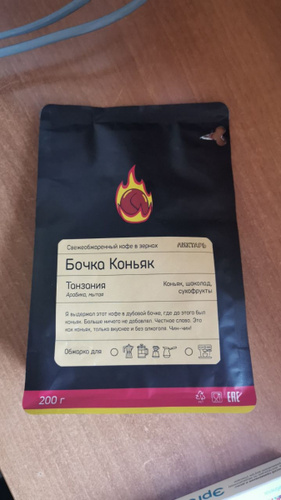 Свежеобжаренный кофе в зернах
Бочка Коньяк
Танзания
Арабика, мытая
Коньяк, шоколад,
сухофрукты
Я выдержал этот кофе в дубовой бочке, где до этого был
коньяк. Больше ничего не добавлял. Честное слово. Это
как коньяк, только вкуснее и без алкоголя. Чин-чин!
Обжарка для
200 г
EAC